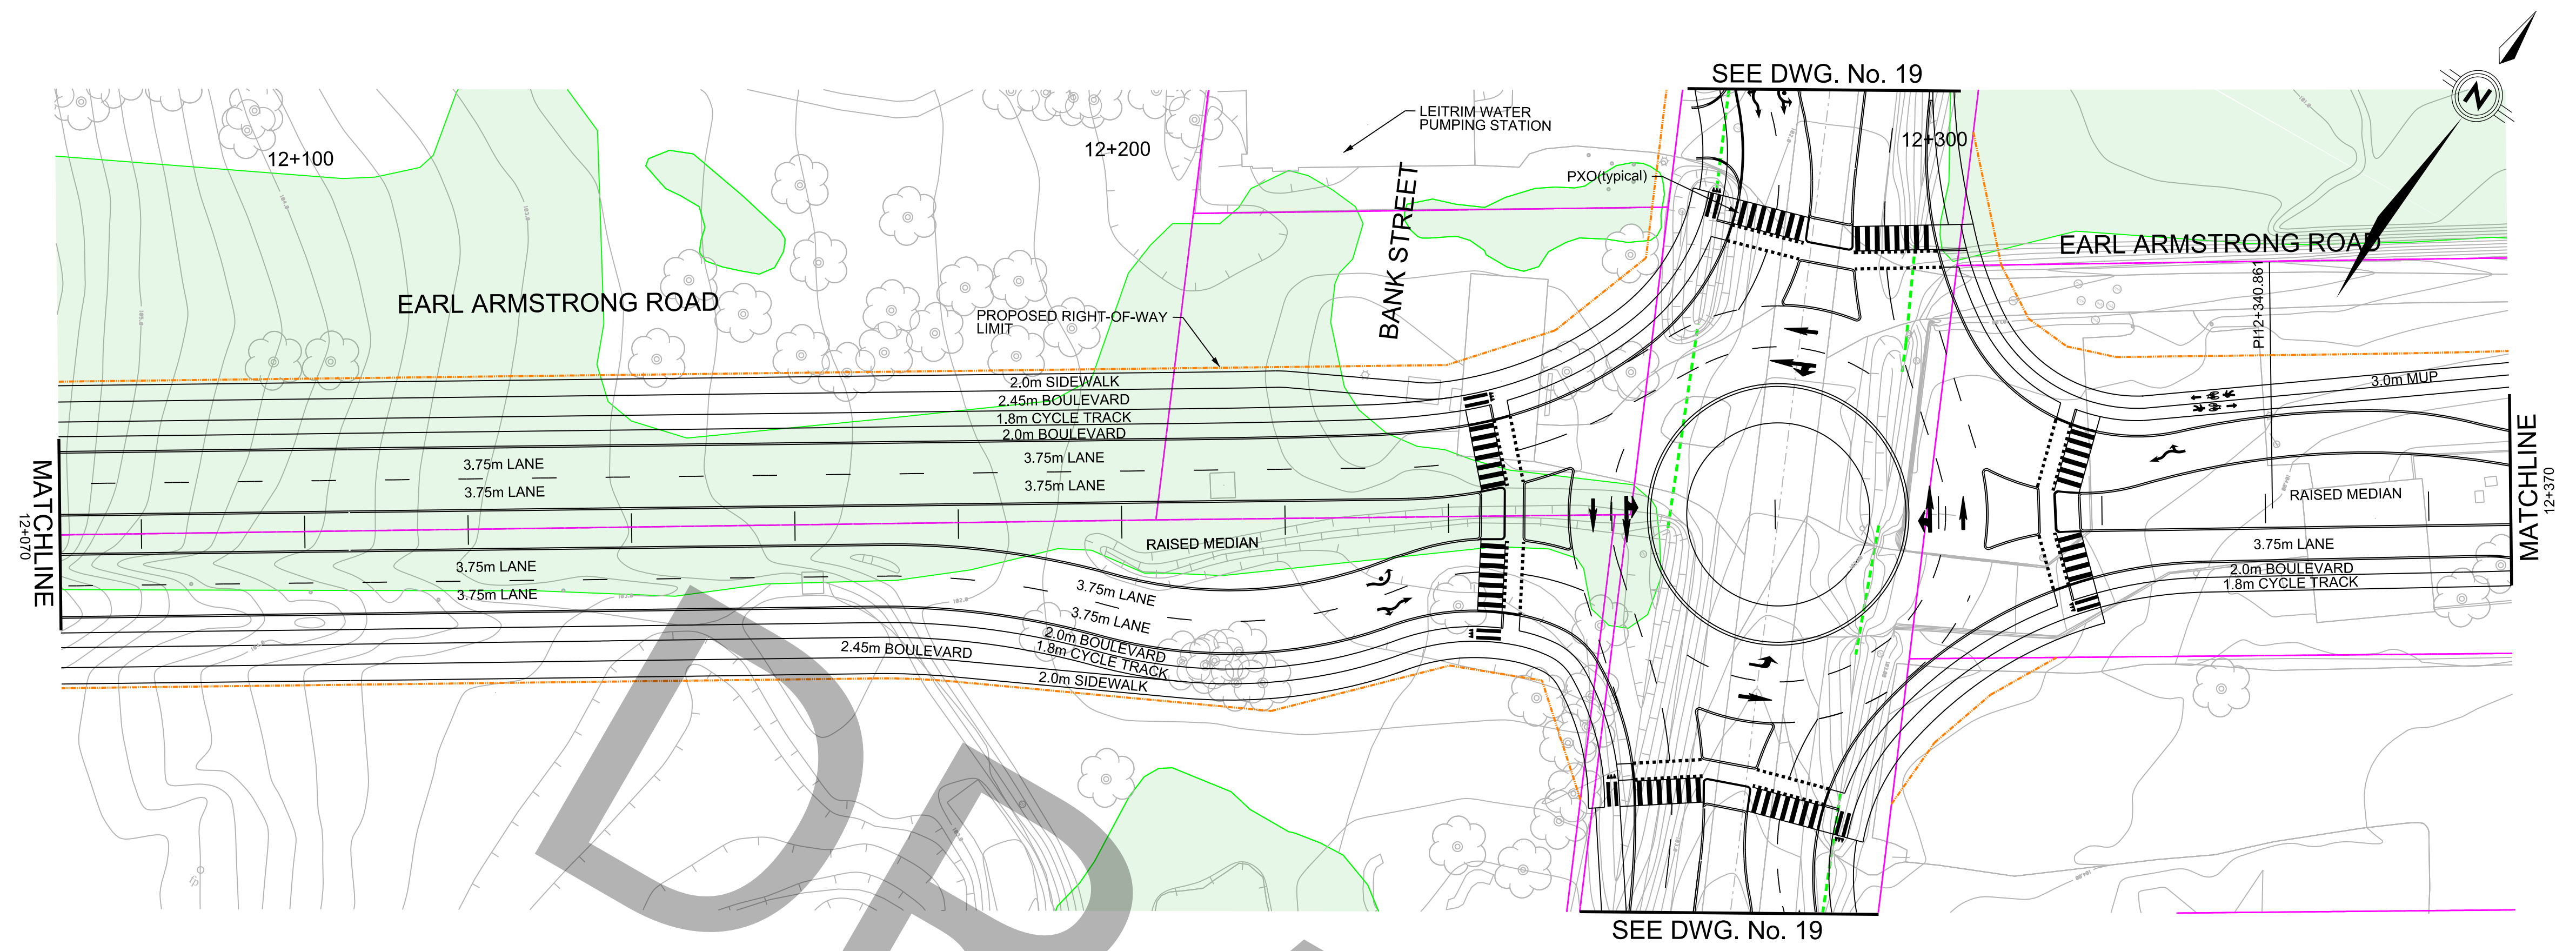 SEE DWG. No. 19
N
12+100
12+200
LEITRIM WATER
PUMPING STATION
12+300
PXO(typical)
BANK STREET
EARL ARMSTRONG ROAD
EARL ARMSTRONG ROAD
PROPOSED RIGHT-OF-WAY
LIMIT
PI12+340.861
2.0m SIDEWALK
2.45m BOULEVARD
1.8m CYCLE TRACK
2.0m BOULEVARD
3.0m MUP
3.75m LANE
3.75m LANE
3.75m LANE
3.75m LANE
RAISED MEDIAN
MATCHLINE
12+070
MATCHLINE
12+370
RAISED MEDIAN
3.75m LANE
3.75m LANE
3.75m LANE
3.75m LANE
3.75m LANE
2.0m BOULEVARD
1.8m CYCLE TRACK
2.0m BOULEVARD
1.8m CYCLE TRACK
2.45m BOULEVARD
2.0m SIDEWALK
SEE DWG. No. 19